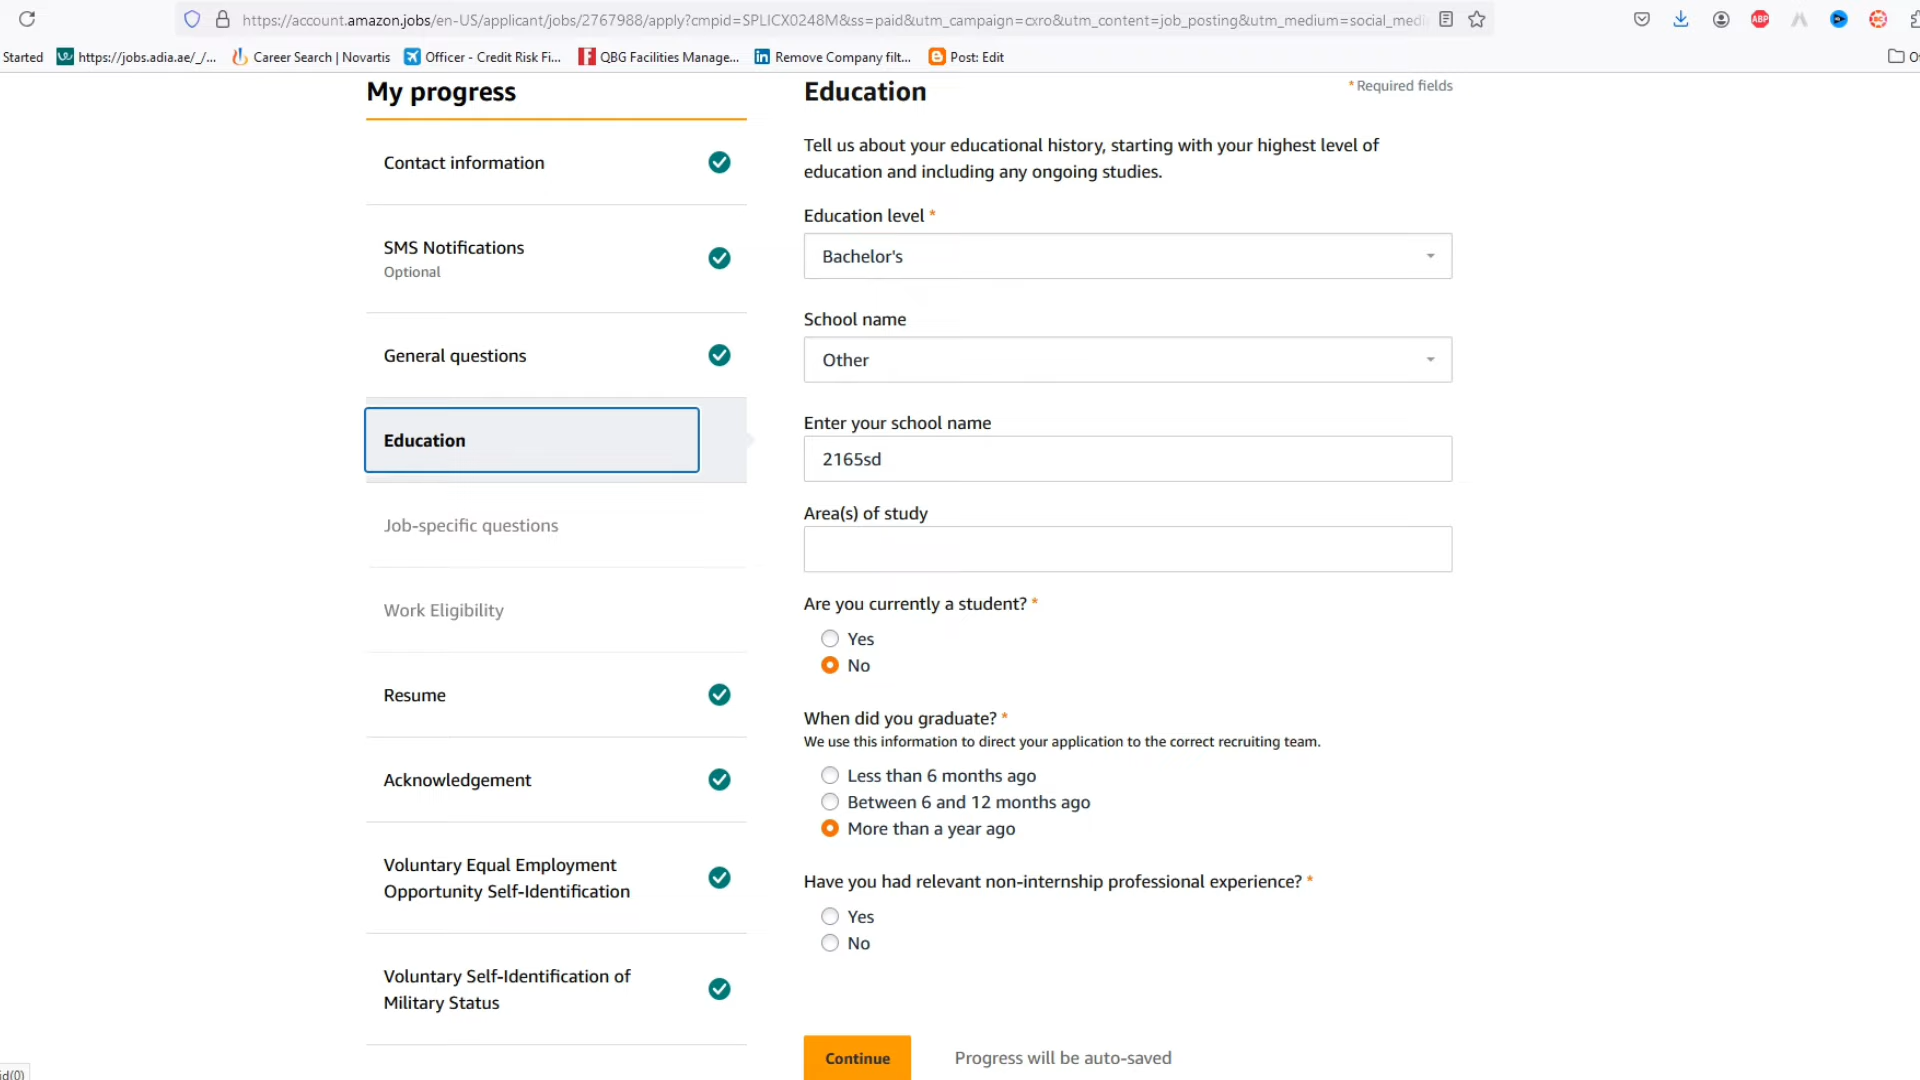 https://account.amazon.jobs/en-US/applicant/jobs/2767988/apply?cmpid=SPLICX0248M&ss=paid&utm_campaign=cxro&utm_content=job_posting&utm_medium=social_medi
ABP
Started
https://jobs.adia.ae/_/...
Career Search | Novartis
Officer - Credit Risk Fi...
QBG Facilities Manage...
Remove Company filt...
Post: Edit
My progress
Contact information
SMS Notifications
Optional
General questions
Education
Job-specific questions
Work Eligibility
Resume
Acknowledgement
Voluntary Equal Employment
Opportunity Self-Identification
Voluntary Self-Identification of
Military Status
Education
* Required fields
Tell us about your educational history, starting with your highest level of
education and including any ongoing studies.
Education level *
Bachelor's
School name
Other
Enter your school name
2165sd
Area(s) of study
Are you currently a student? *
Yes
No
When did you graduate? *
We use this information to direct your application to the correct recruiting team.
Less than 6 months ago
Between 6 and 12 months ago
More than a year ago
Have you had relevant non-internship professional experience? *
Yes
No
Continue
Progress will be auto-saved
id(0)